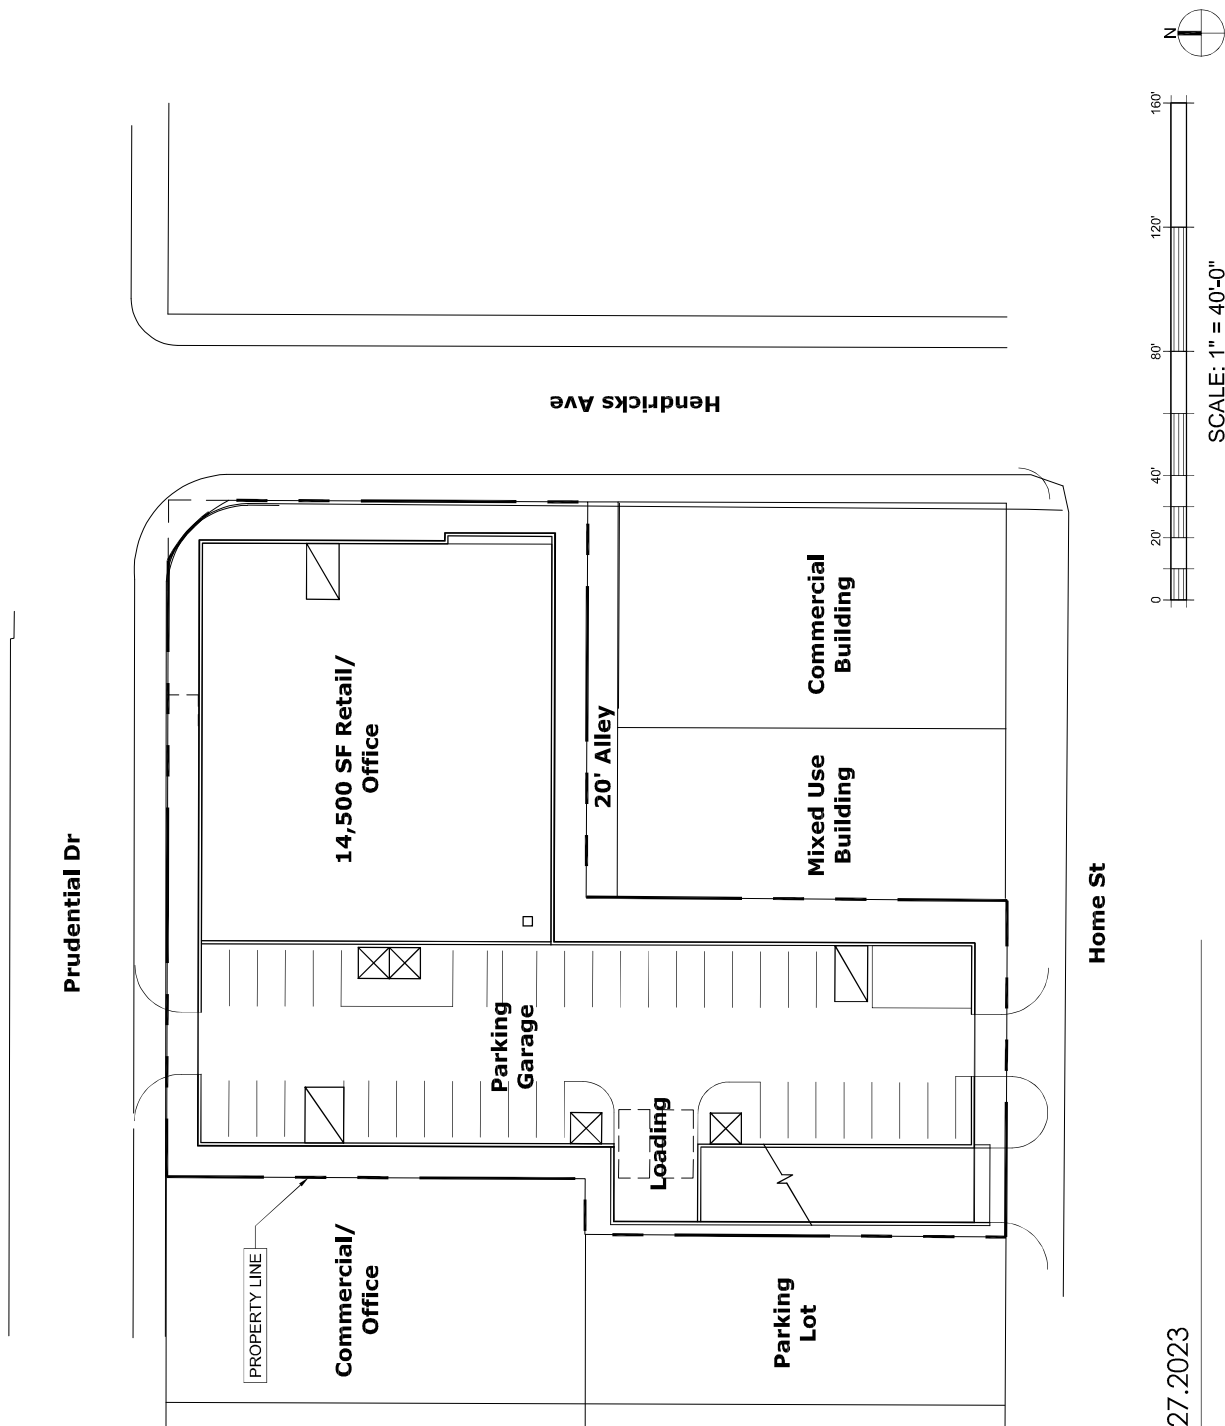 Prudential Dr
PROPERTY LINE
Commercial/
Office
Parking
Garage
14,500 SF Retail/
Office
Hendricks Ave
20' Alley
Loading
Parking
Lot
Mixed Use
Building
Commercial
Building
Home St
N
0
20'
40'
80'
120'
160'
SCALE: 1" = 40'-0"
27.2023